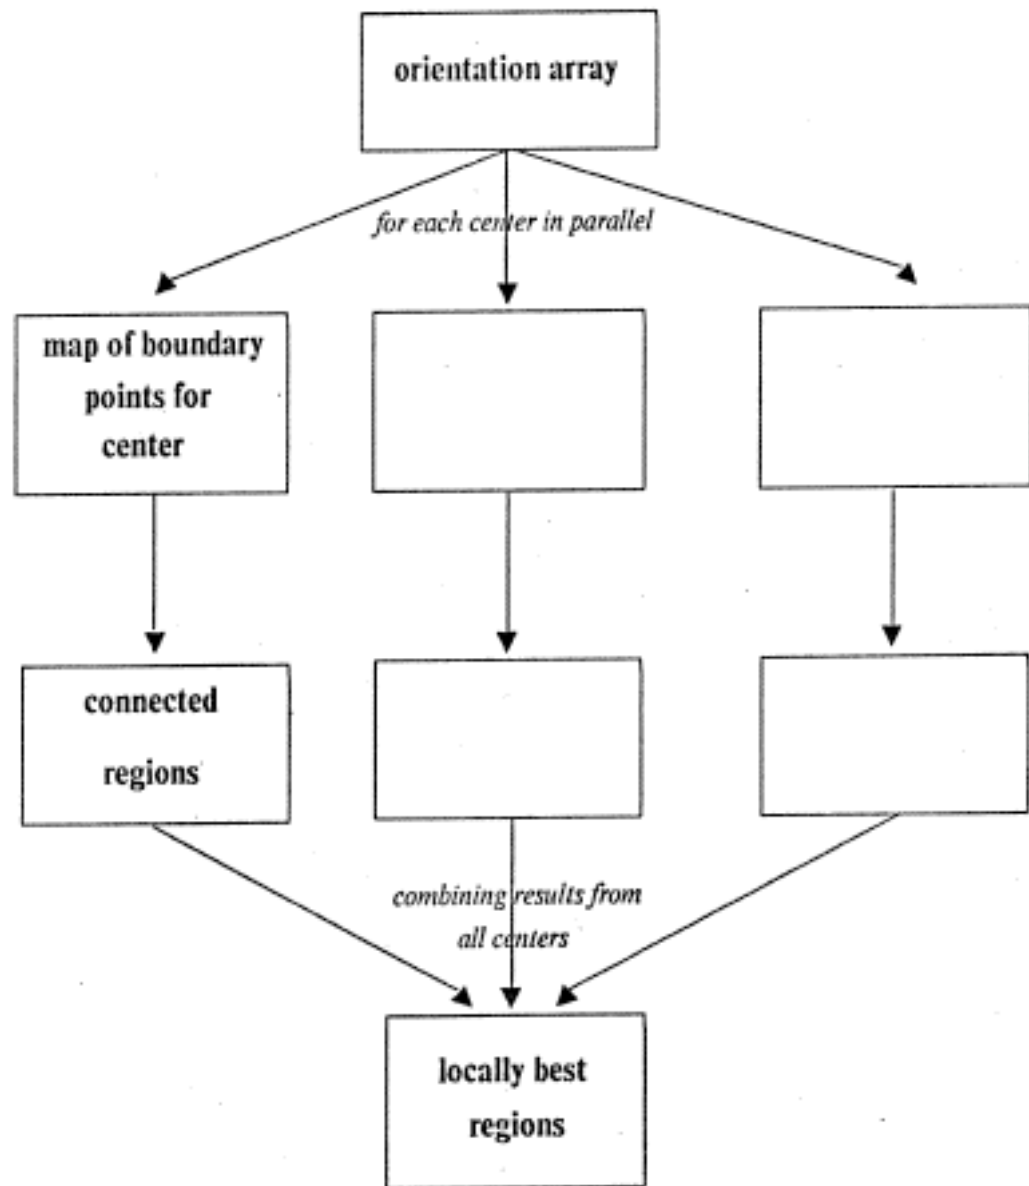 orientation array
for each center in parallel
map of boundary
points for
center
connected
regions
combining results from
all centers
locally best
regions